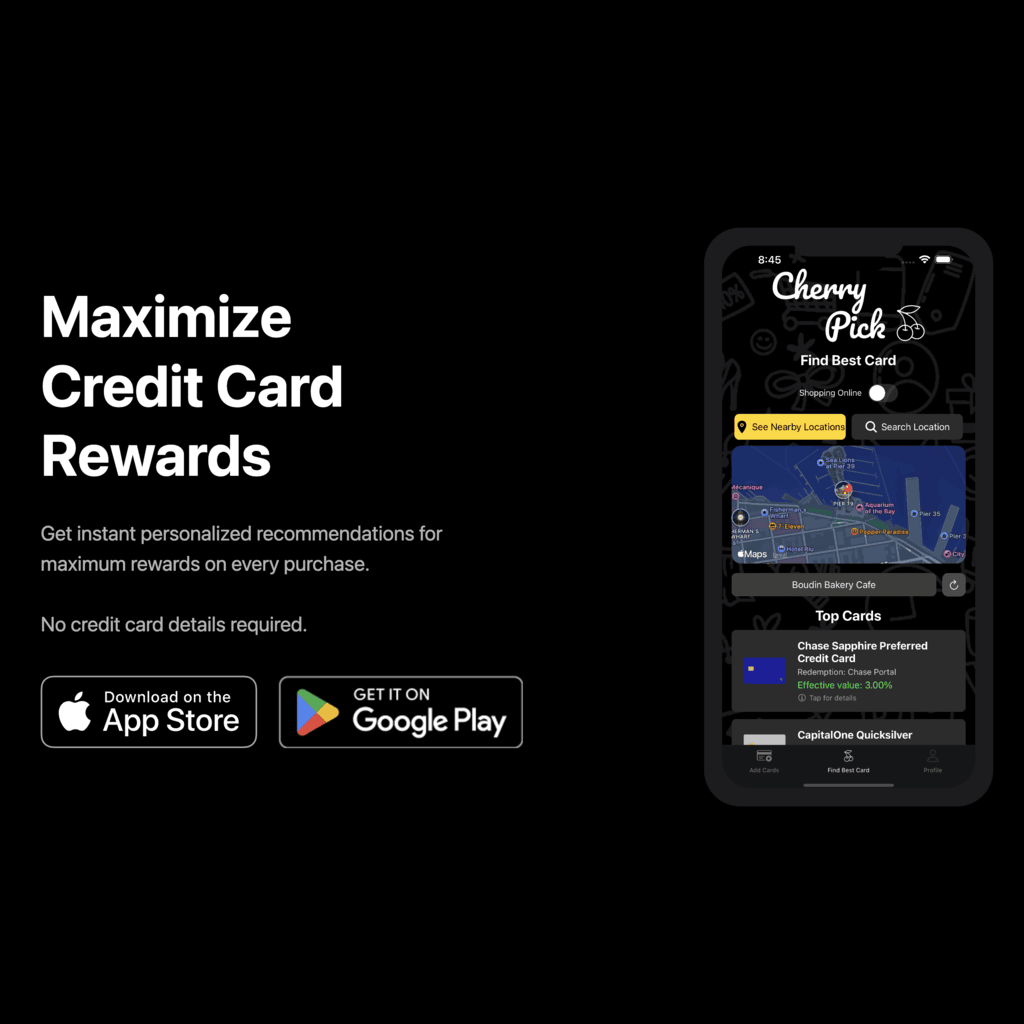 Maximize
Credit Card
Rewards
Get instant personalized recommendations for
maximum rewards on every purchase.
No credit card details required.
Download on the
App Store
GET IT ON
Google Play
8:45
Cherry
Pick
Find Best Card
Shopping Online
See Nearby Locations
Search Location
Sea Lions
at Pier 39
Mécanique
PIER 39
Aquarium
of the Bay
Fisherman's
Wharf
Pier 35
7-Eleven
HERMAN'S
WHARF
Pepper Paradise
Pier 3
Hotel Riu
City
Maps
Boudin Bakery Cafe
Top Cards
Chase Sapphire Preferred
Credit Card
Redemption: Chase Portal
Effective value: 3.00%
Tap for details
CapitalOne Quicksilver
Add Cards
Find Best Card
Profile